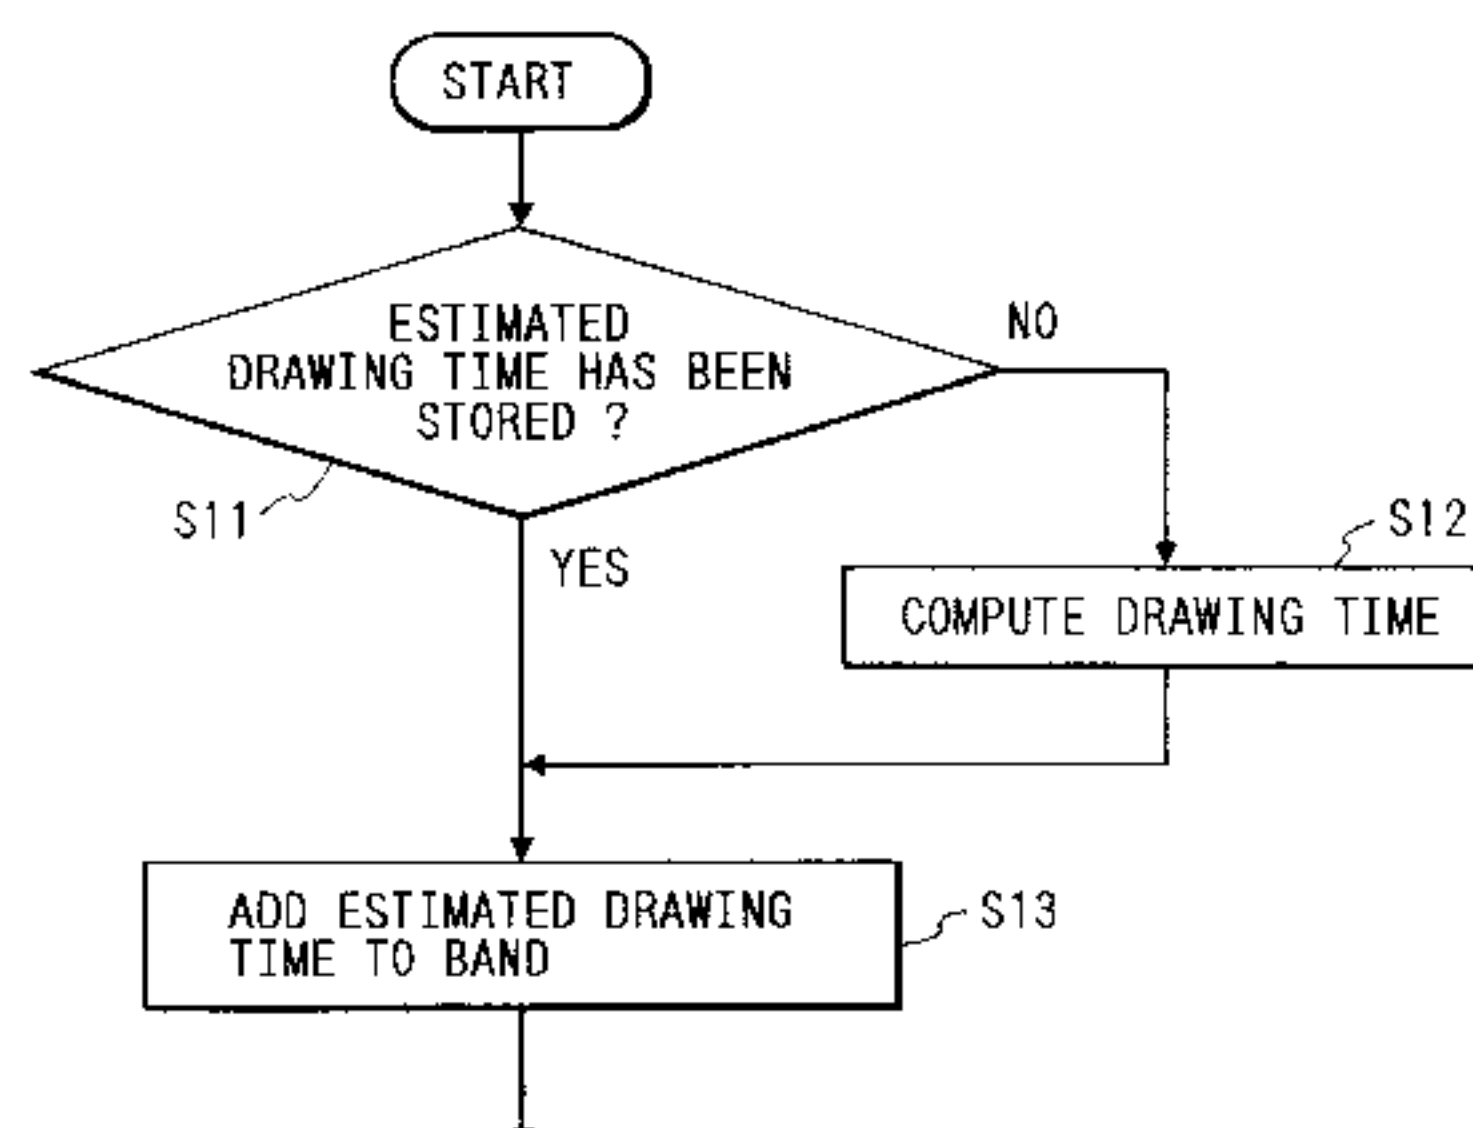 START
ESTIMATED
DRAWING TIME HAS BEEN
STORED ?
NO
S11
YES
S12
COMPUTE DRAWING TIME
ADD ESTIMATED DRAWING
TIME TO BAND
S13